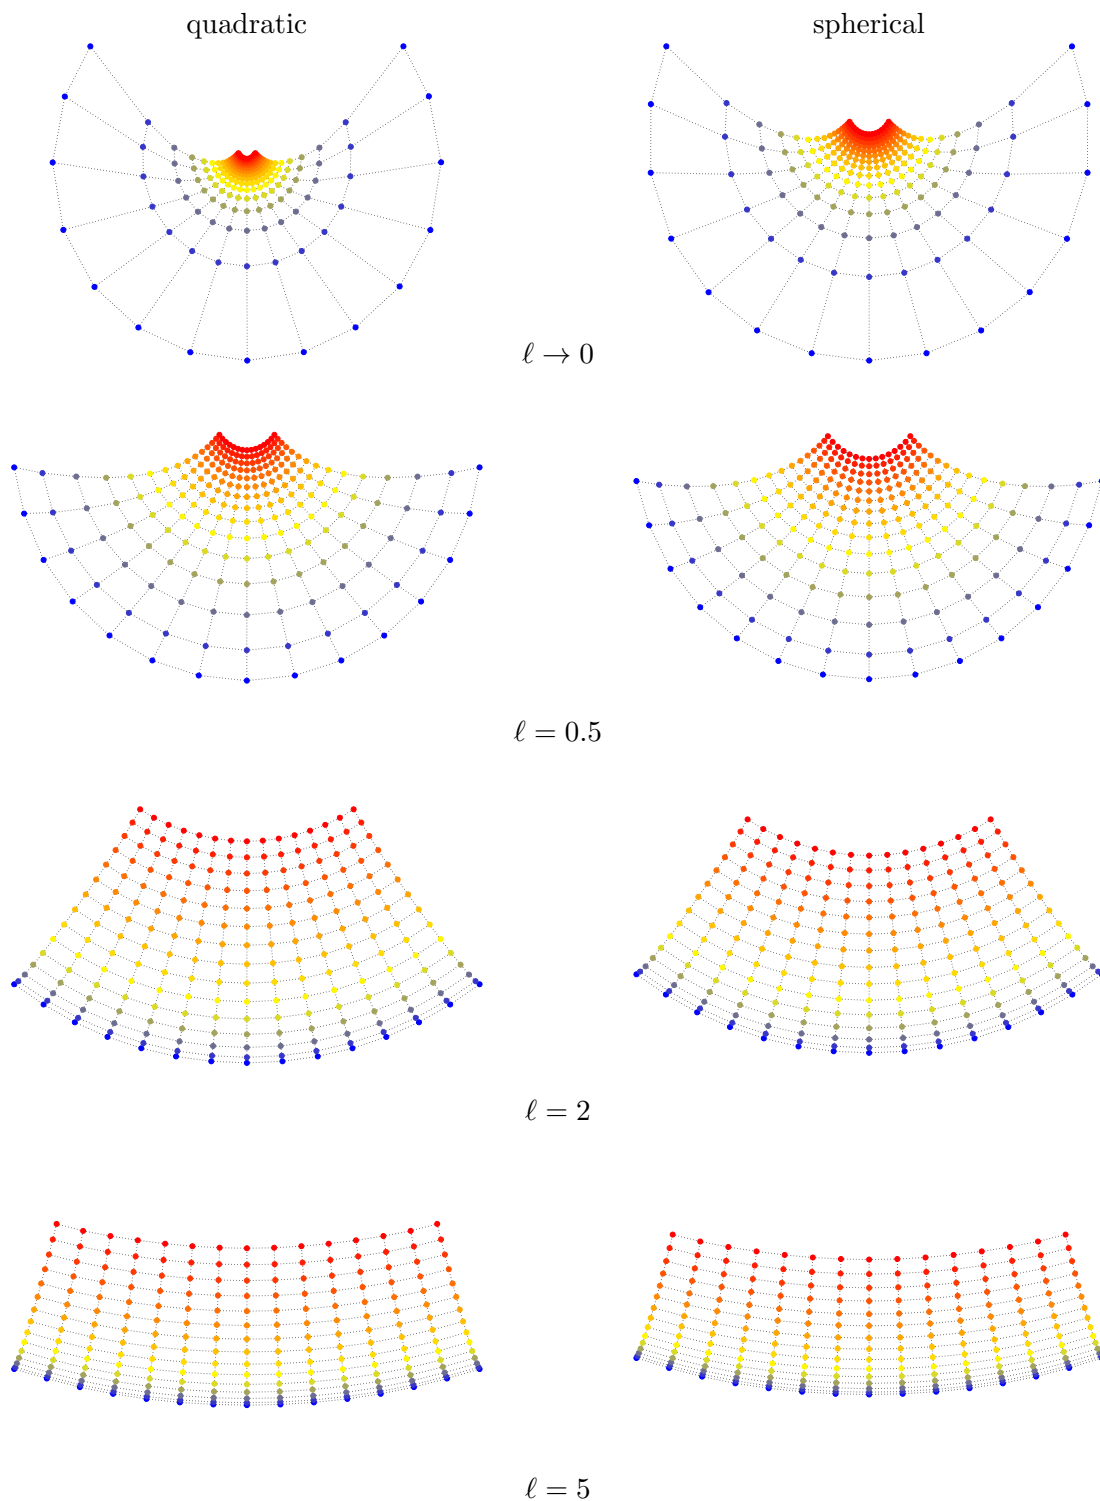 quadratic spherical
ℓ → 0
ℓ = 0.5
ℓ = 2
ℓ = 5